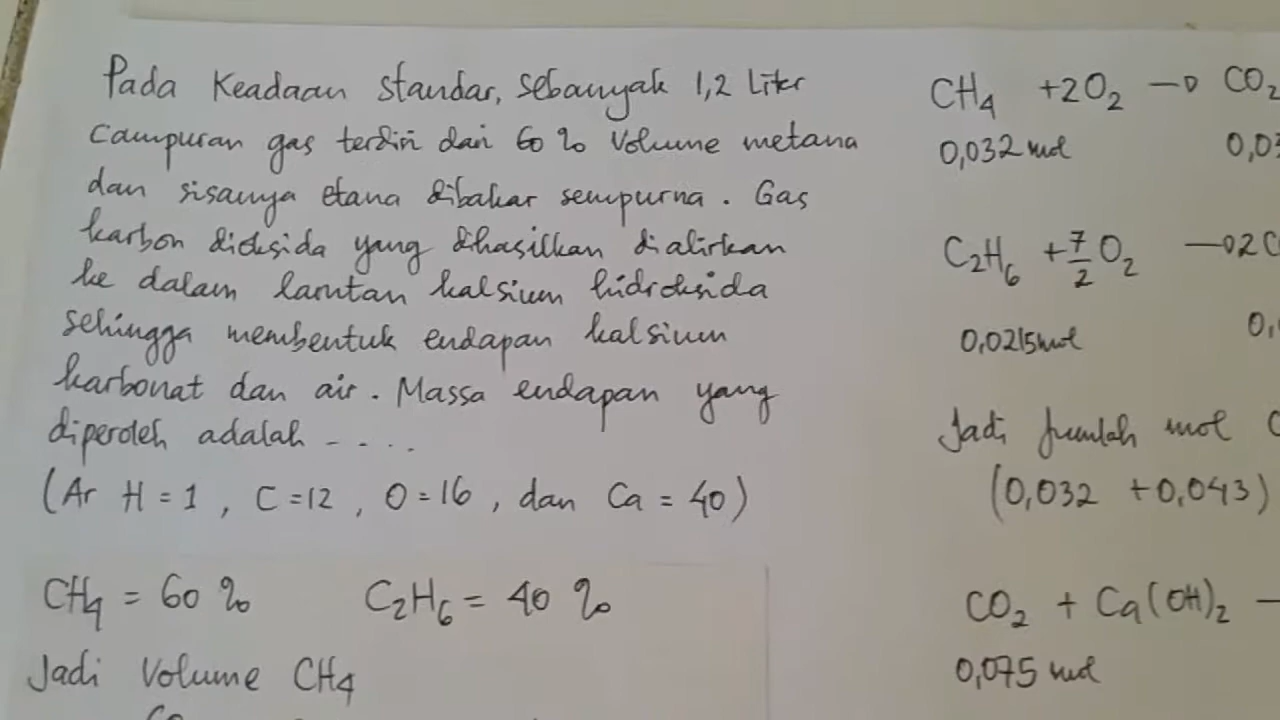 Pada Keadaan standar, sebanyak 1,2 Liter
campuran gas terdiri dari 60 % Volume metana
dan sisanya etana dibakar sempurna. Gas
karbon dioksida yang dihasilkan dialirkan
ke dalam larutan kalsium hidroksida
sehingga membentuk endapan kalsium
karbonat dan air. Massa endapan yang
diperoleh adalah ----.
(Ar H = 1, C = 12, O = 16, dan Ca = 40)
CH4 = 60 % C2H6 = 40 %
Jadi Volume CH4
CH4 + 2O2 → CO2
0,032 mol 0,03
C2H6 + 7/2 O2 → 2C
0,0215 mol 0,
Jadi Jumlah mol C
(0,032 + 0,043)
CO2 + Ca(OH)2 –
0,075 mol